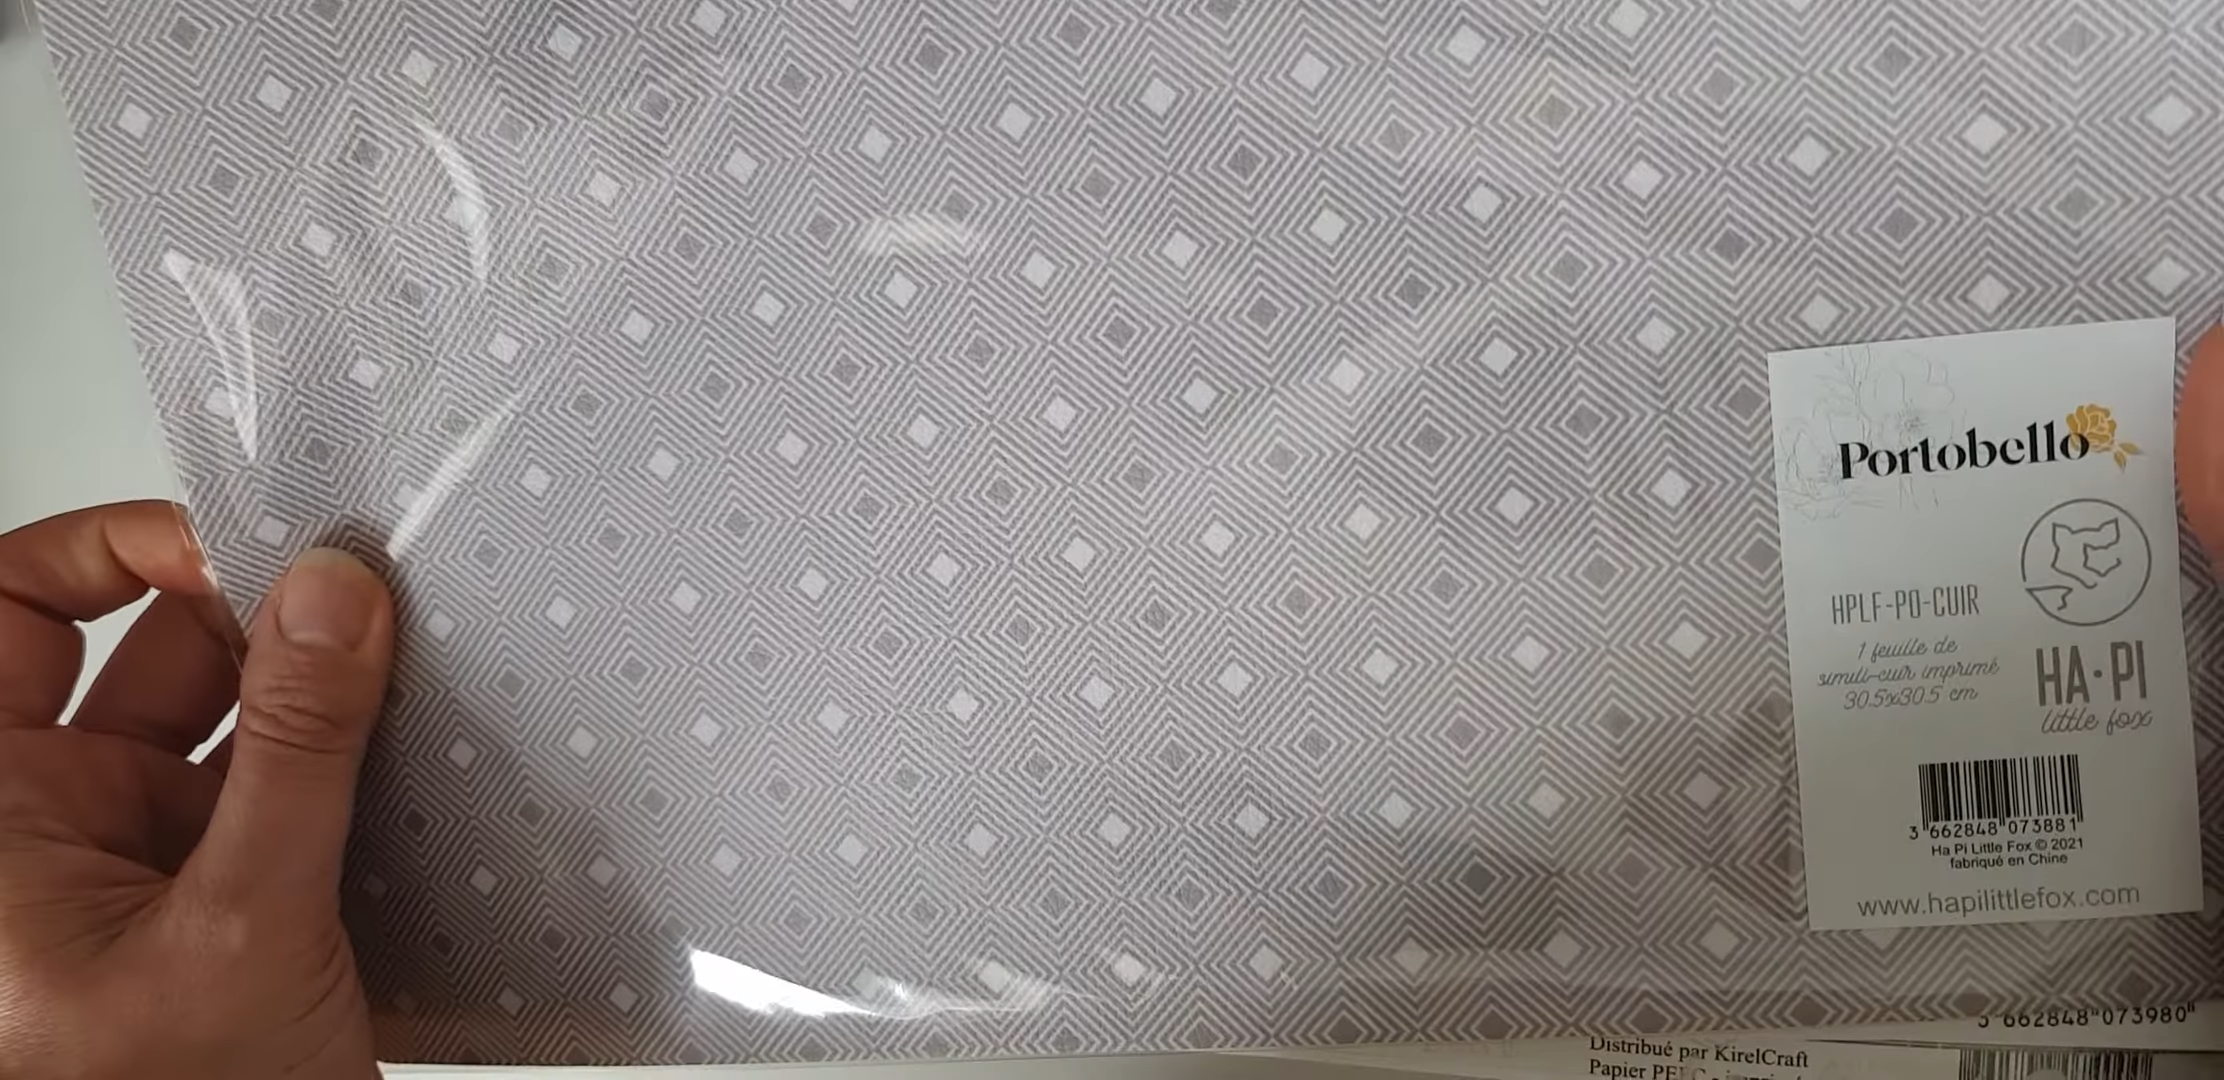 Portobello
HPLF-PO-CUIR
1 feuille de
simili-cuir imprimé
30.5x30.5 cm
HA·PI
little fox
3 662848 073881
Ha Pi Little Fox © 2021
fabriqué en Chine
www.hapilittlefox.com
3 662848 073980
Distribué par KirelCraft
Papier